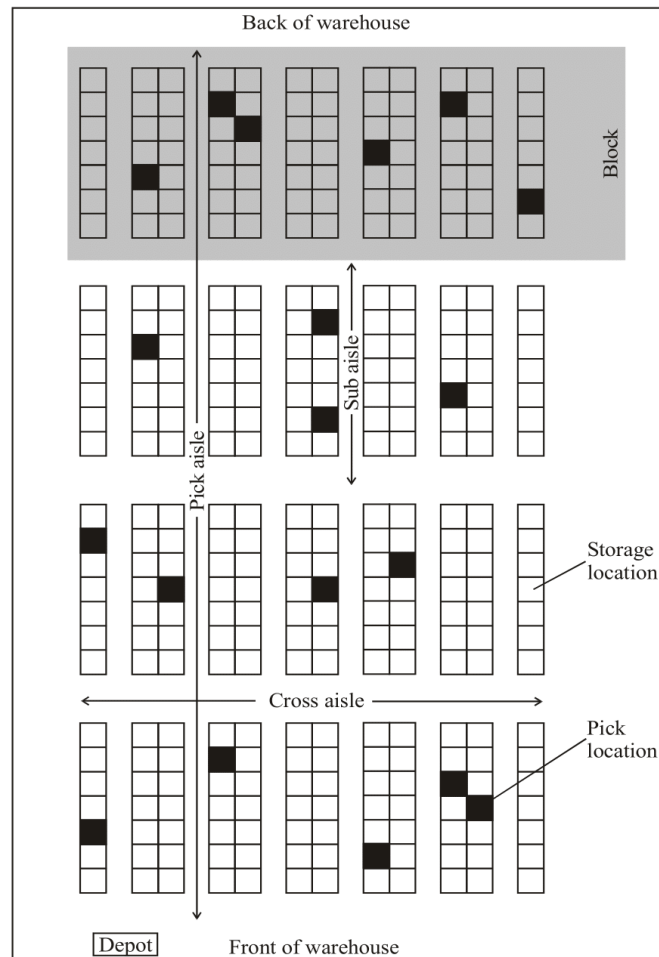 Back of warehouse
Block
Sub aisle
Pick aisle
Storage
location
Cross aisle
Pick
location
Depot
Front of warehouse